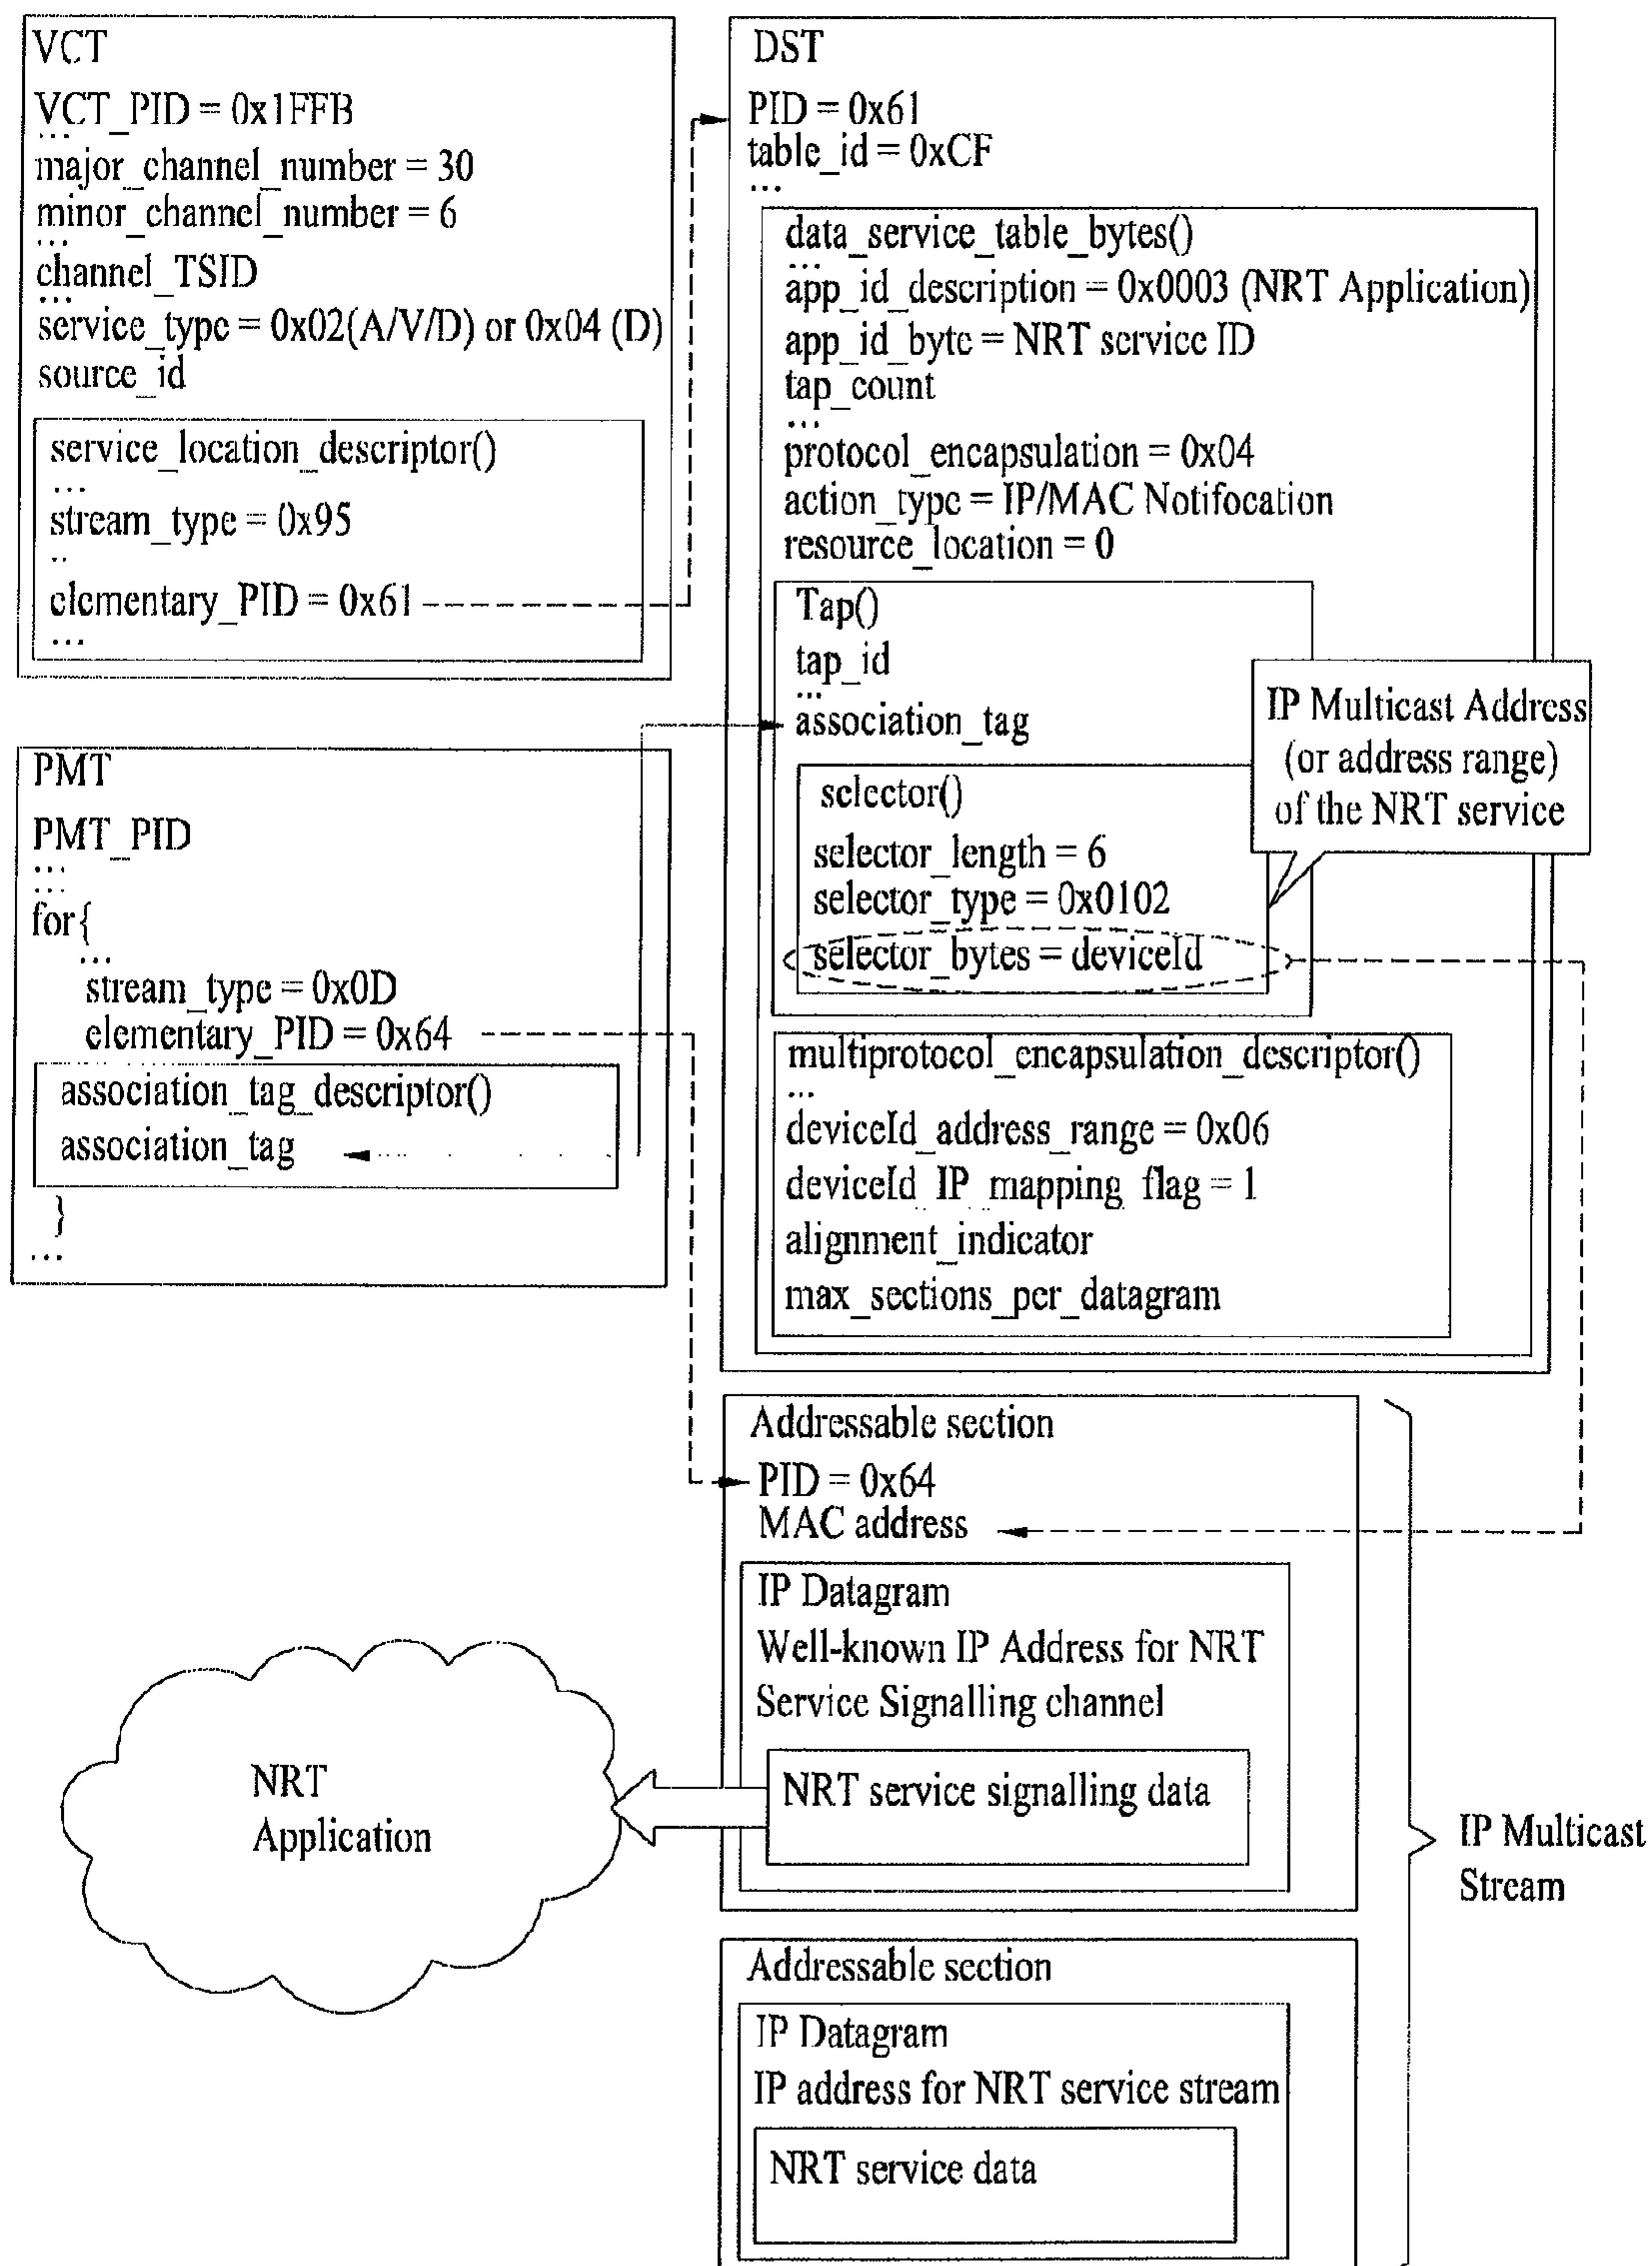 VCT
VCT_PID = 0x1FFB
...
major_channel_number = 30
minor_channel_number = 6
...
channel_TSID
...
service_type = 0x02(A/V/D) or 0x04 (D)
source_id
service_location_descriptor()
...
stream_type = 0x95
..
elementary_PID = 0x61
...
PMT
PMT_PID
...
...
for{
...
stream_type = 0x0D
elementary_PID = 0x64
association_tag_descriptor()
association_tag
}
...
DST
PID = 0x61
table_id = 0xCF
...
data_service_table_bytes()
...
app_id_description = 0x0003 (NRT Application)
app_id_byte = NRT service ID
tap_count
...
protocol_encapsulation = 0x04
action_type = IP/MAC Notifocation
resource_location = 0
Tap()
tap_id
...
association_tag
selector()
selector_length = 6
selector_type = 0x0102
selector_bytes = deviceId
IP Multicast Address
(or address range)
of the NRT service
multiprotocol_encapsulation_descriptor()
...
deviceId_address_range = 0x06
deviceId_IP_mapping_flag = 1
alignment_indicator
max_sections_per_datagram
Addressable section
PID = 0x64
MAC address
IP Datagram
Well-known IP Address for NRT
Service Signalling channel
NRT service signalling data
NRT
Application
IP Multicast
Stream
Addressable section
IP Datagram
IP address for NRT service stream
NRT service data